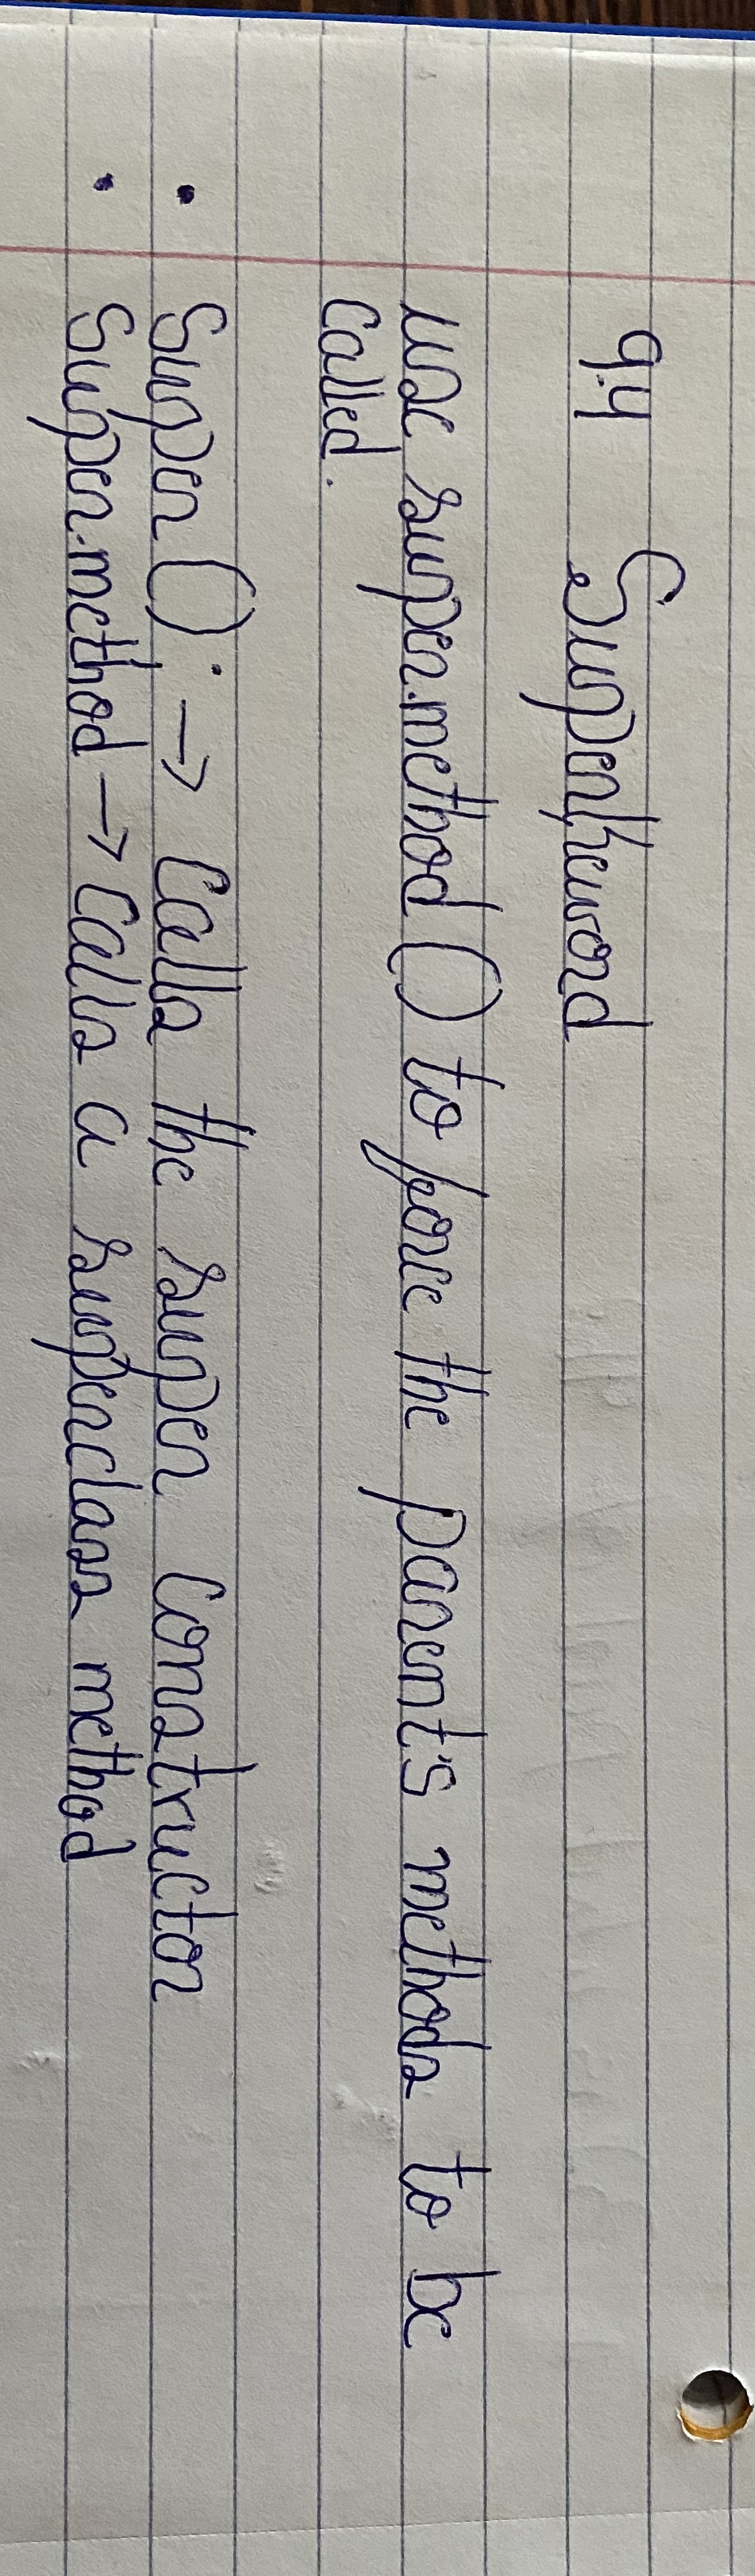 9.4 Super Keword
use super.method () to force the parent's methods to be
called.
• Super (); → calls the super constructor
• Super.method → calls a superclass method